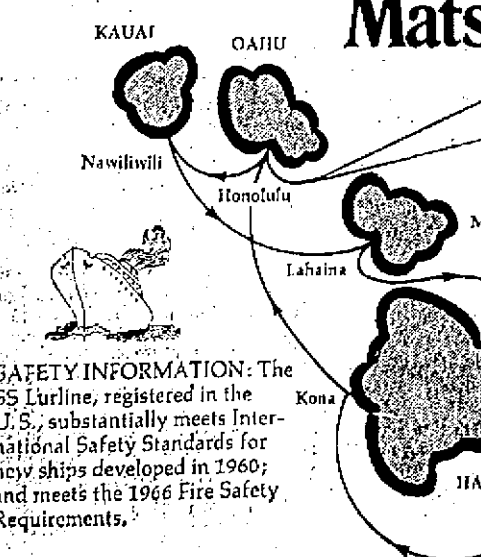 Mats
KAUAI
OAHU
Nawiliwili
Honolulu
M
Lahaina
Kona
HA
SAFETY INFORMATION: The
SS Lurline, registered in the
U.S., substantially meets Inter-
national Safety Standards for
new ships developed in 1960;
and meets the 1966 Fire Safety
Requirements.